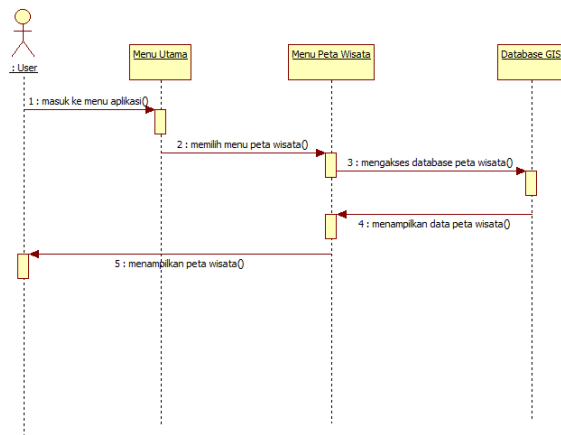 : User
Menu Utama
Menu Peta Wisata
Database GIS
1 : masuk ke menu aplikasi()
2 : memilih menu peta wisata()
3 : mengakses database peta wisata()
4 : menampilkan data peta wisata()
5 : menampilkan peta wisata()